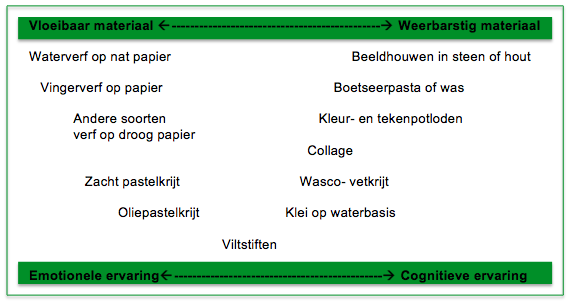 Vloeibaar materiaal ←---------------------------------------------------→ Weerbarstig materiaal
Waterverf op nat papier Beeldhouwen in steen of hout
Vingerverf op papier Boetseerpasta of was
Andere soorten Kleur- en tekenpotloden
verf op droog papier
Collage
Zacht pastelkrijt Wasco- vetkrijt
Oliepastelkrijt Klei op waterbasis
Viltstiften
Emotionele ervaring←------------------------------------------------→ Cognitieve ervaring